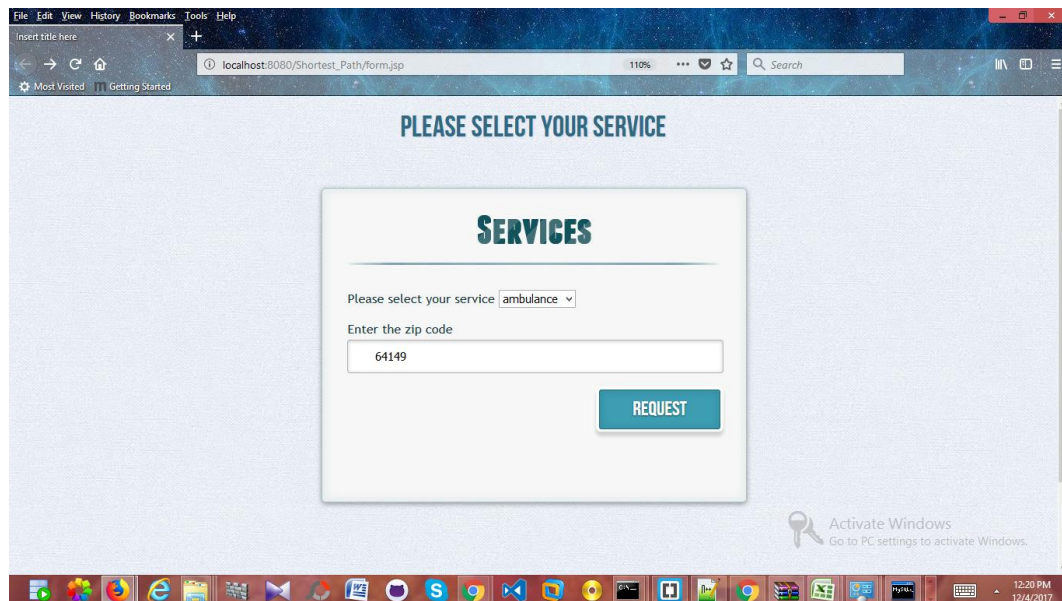 File Edit View History Bookmarks Tools Help
Insert title here
localhost:8080/Shortest_Path/form.jsp 110% Search
Most Visited Getting Started
PLEASE SELECT YOUR SERVICE
SERVICES
Please select your service ambulance
Enter the zip code
64149
REQUEST
Activate Windows
Go to PC settings to activate Windows.
12:20 PM
12/4/2017